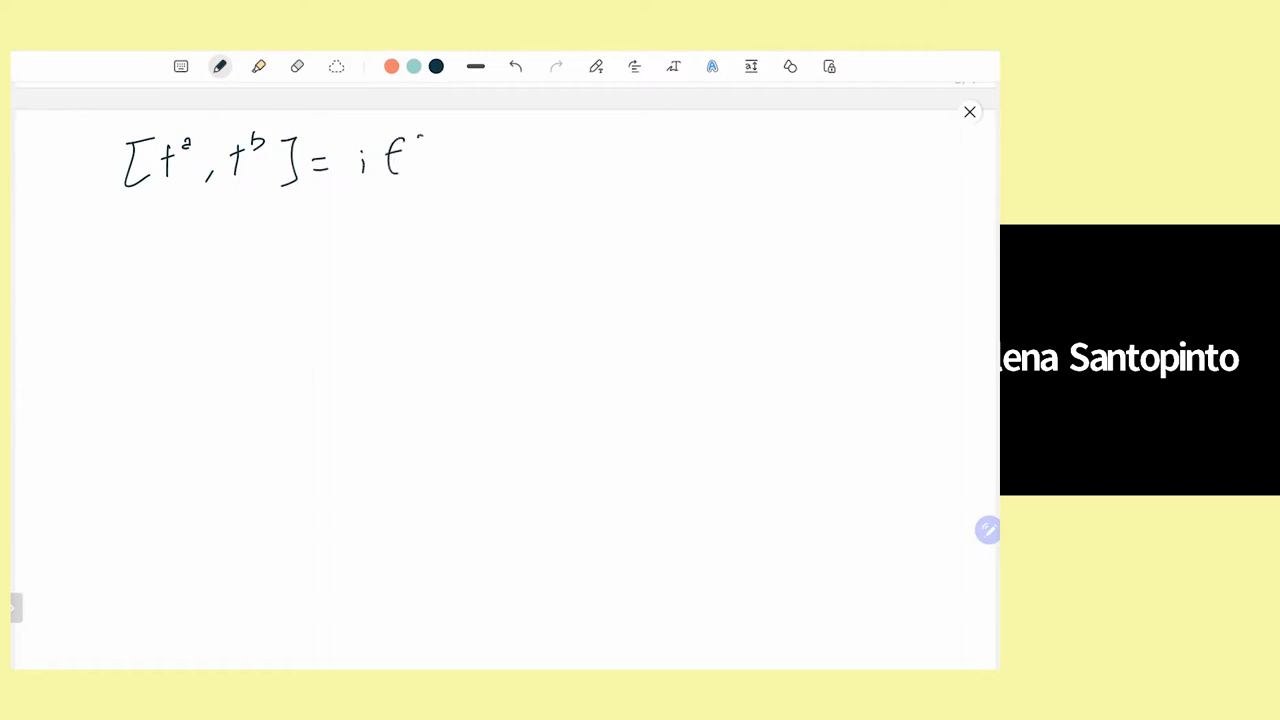 [t^a, t^b] = i f
lena Santopinto